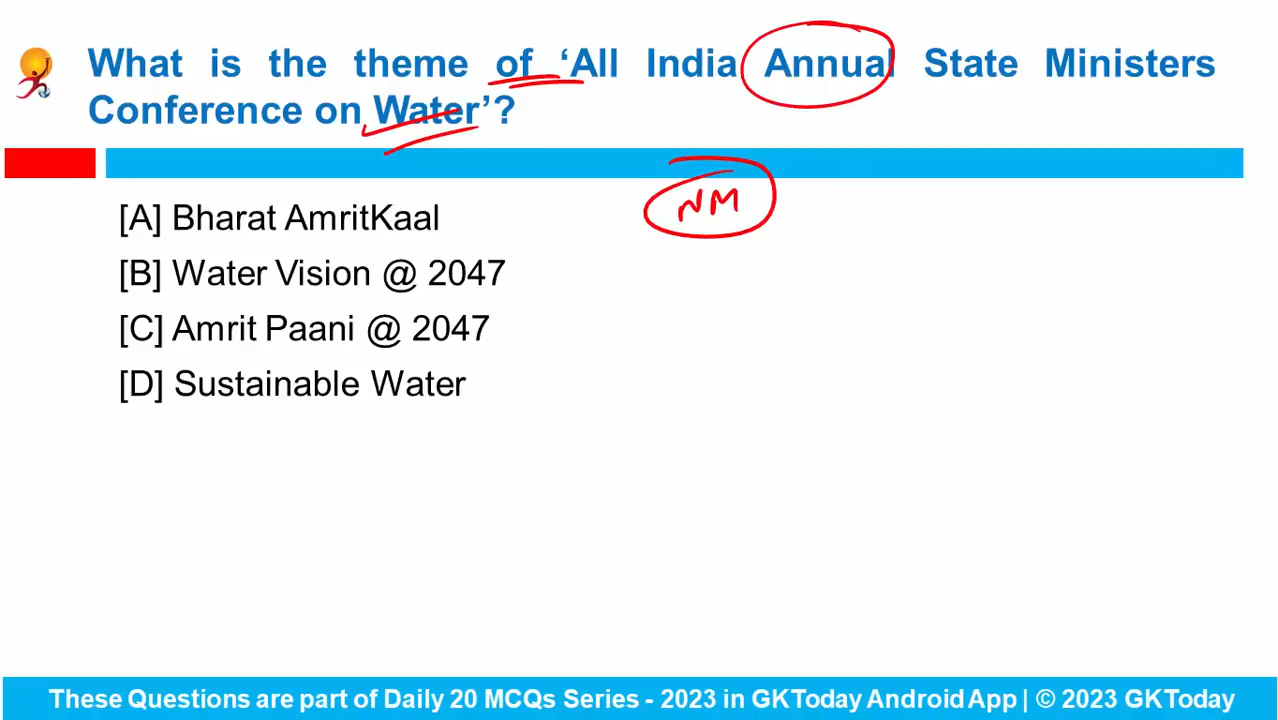 What is the theme of ‘All India Annual State Ministers
Conference on Water’?
NM
[A] Bharat AmritKaal
[B] Water Vision @ 2047
[C] Amrit Paani @ 2047
[D] Sustainable Water
These Questions are part of Daily 20 MCQs Series - 2023 in GKToday Android App | © 2023 GKToday